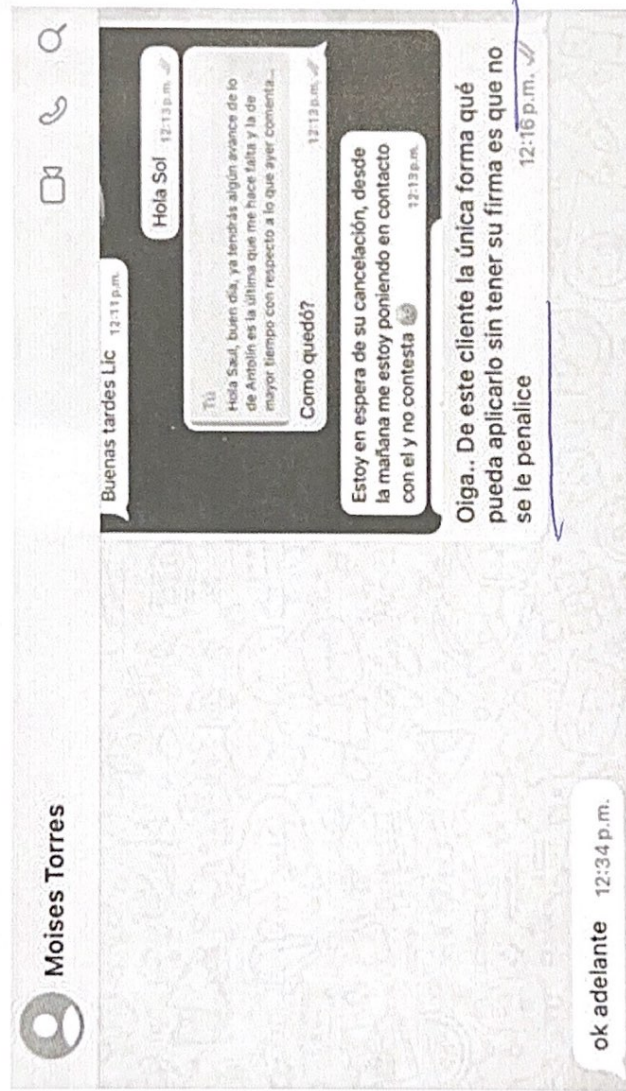 Moises Torres
Buenas tardes Lic 12:11 p.m.
Hola Sol 12:13 p.m.
Tú
Hola Saul, buen día, ya tendrás algún avance de lo
de Antolín es la última que me hace falta y la de
mayor tiempo con respecto a lo que ayer comenta...
Como quedó?
12:13 p.m.
Estoy en espera de su cancelación, desde
la mañana me estoy poniendo en contacto
con el y no contesta
12:13 p.m.
Oiga.. De este cliente la única forma qué
pueda aplicarlo sin tener su firma es que no
se le penalice
12:16 p.m.
ok adelante 12:34 p.m.